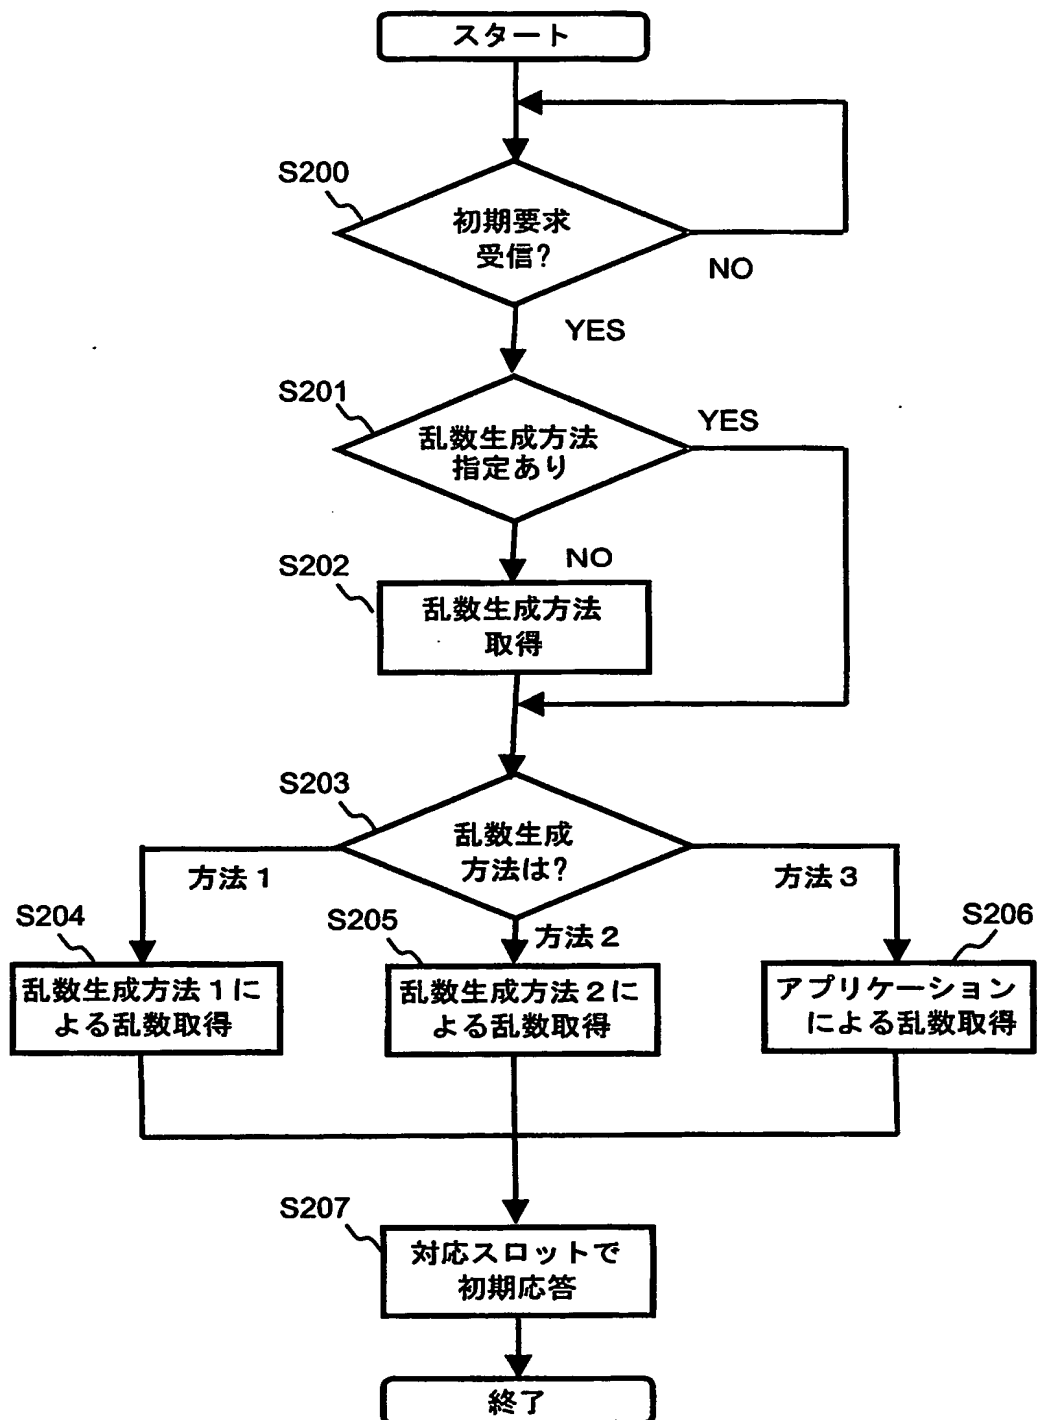 スタート
S200
初期要求
受信?
NO
YES
S201
YES
乱数生成方法
指定あり
NO
S202
乱数生成方法
取得
S203
乱数生成
方法は?
方法1
方法3
S204
S205
方法2
S206
乱数生成方法1に
よる乱数取得
乱数生成方法2に
よる乱数取得
アプリケーション
による乱数取得
S207
対応スロットで
初期応答
終了